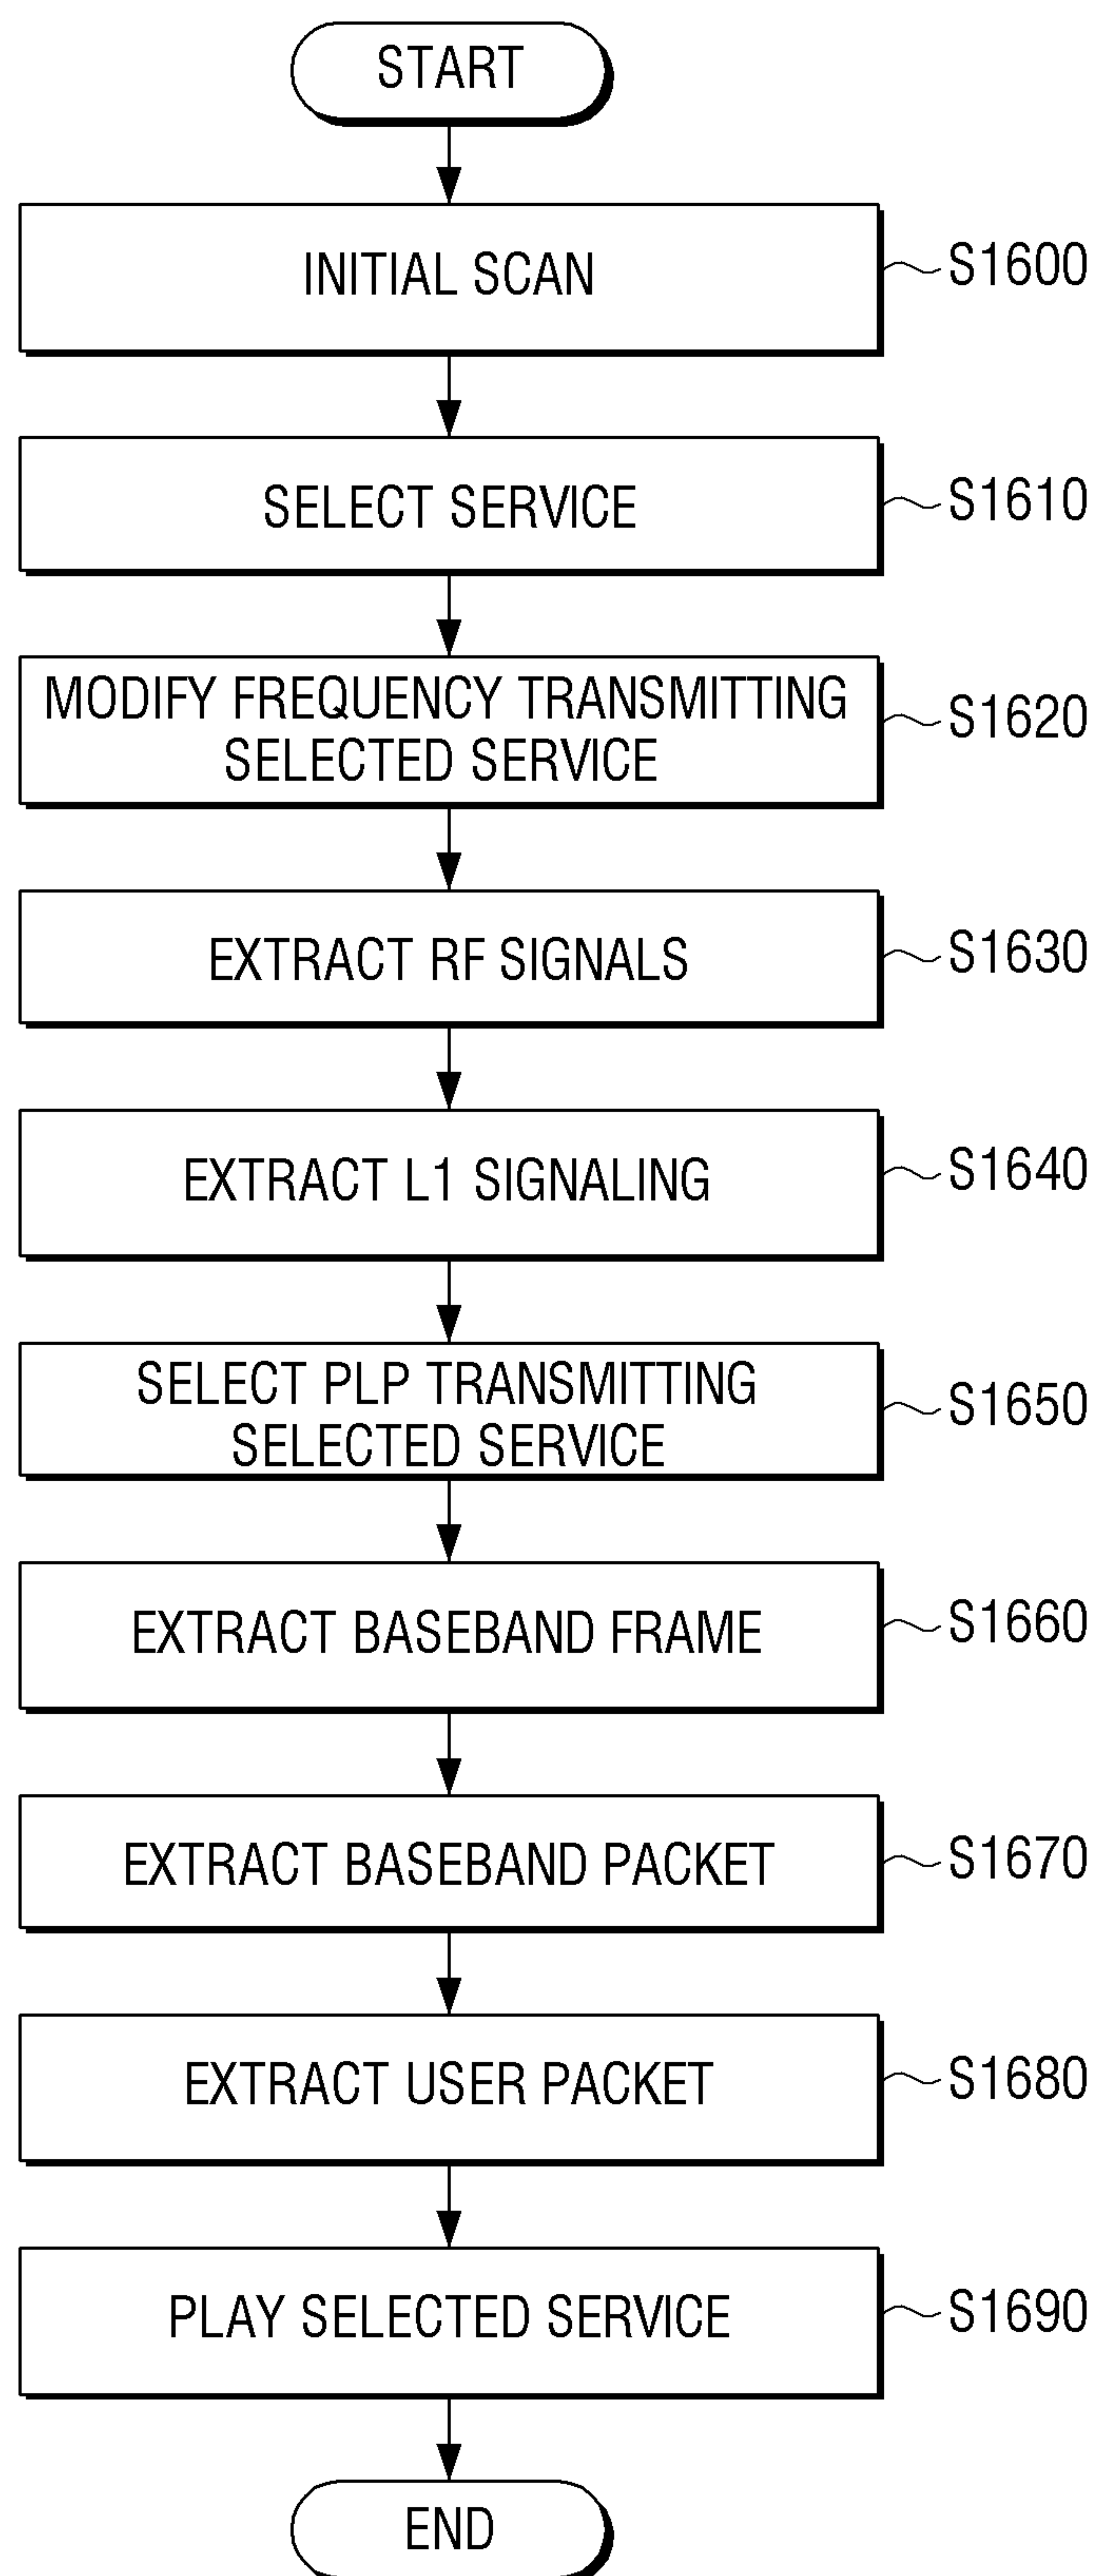 START
INITIAL SCAN
S1600
SELECT SERVICE
S1610
MODIFY FREQUENCY TRANSMITTING
SELECTED SERVICE
S1620
EXTRACT RF SIGNALS
S1630
EXTRACT L1 SIGNALING
S1640
SELECT PLP TRANSMITTING
SELECTED SERVICE
S1650
EXTRACT BASEBAND FRAME
S1660
EXTRACT BASEBAND PACKET
S1670
EXTRACT USER PACKET
S1680
PLAY SELECTED SERVICE
S1690
END